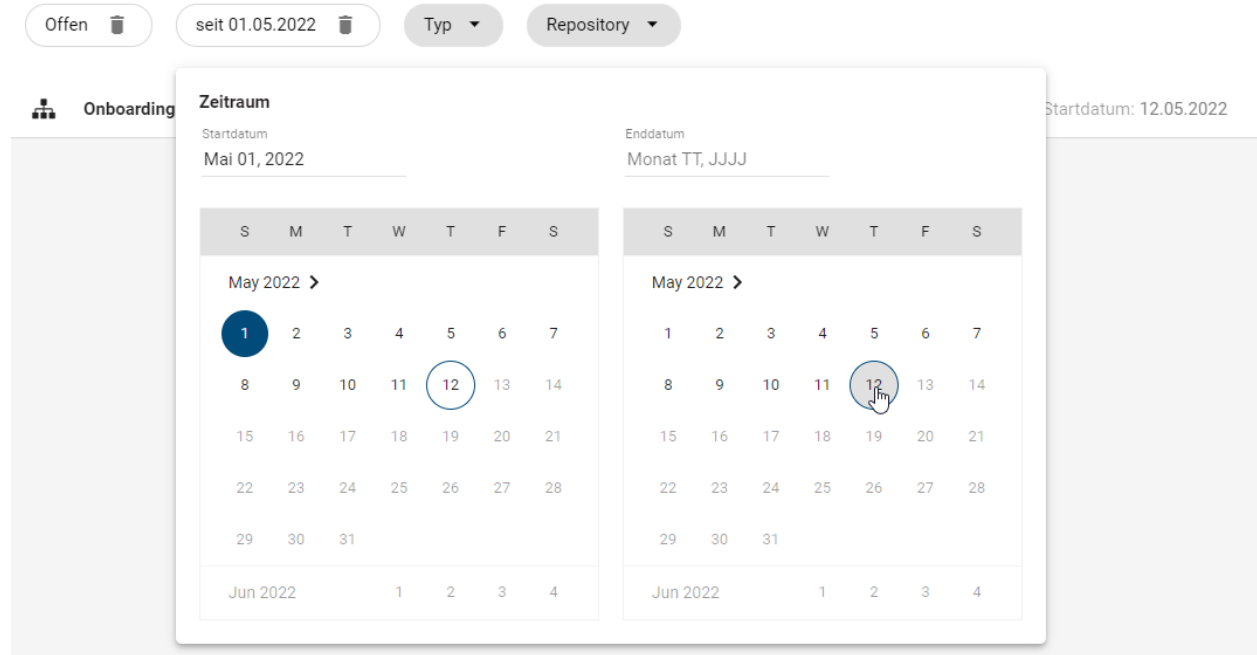 Offen seit 01.05.2022 Typ Repository
Onboarding Startdatum: 12.05.2022
Zeitraum
Startdatum Enddatum
Mai 01, 2022 Monat TT, JJJJ
S M T W T F S S M T W T F S
May 2022 May 2022
1 2 3 4 5 6 7 1 2 3 4 5 6 7
8 9 10 11 12 13 14 8 9 10 11 12 13 14
15 16 17 18 19 20 21 15 16 17 18 19 20 21
22 23 24 25 26 27 28 22 23 24 25 26 27 28
29 30 31 29 30 31
Jun 2022 1 2 3 4 Jun 2022 1 2 3 4